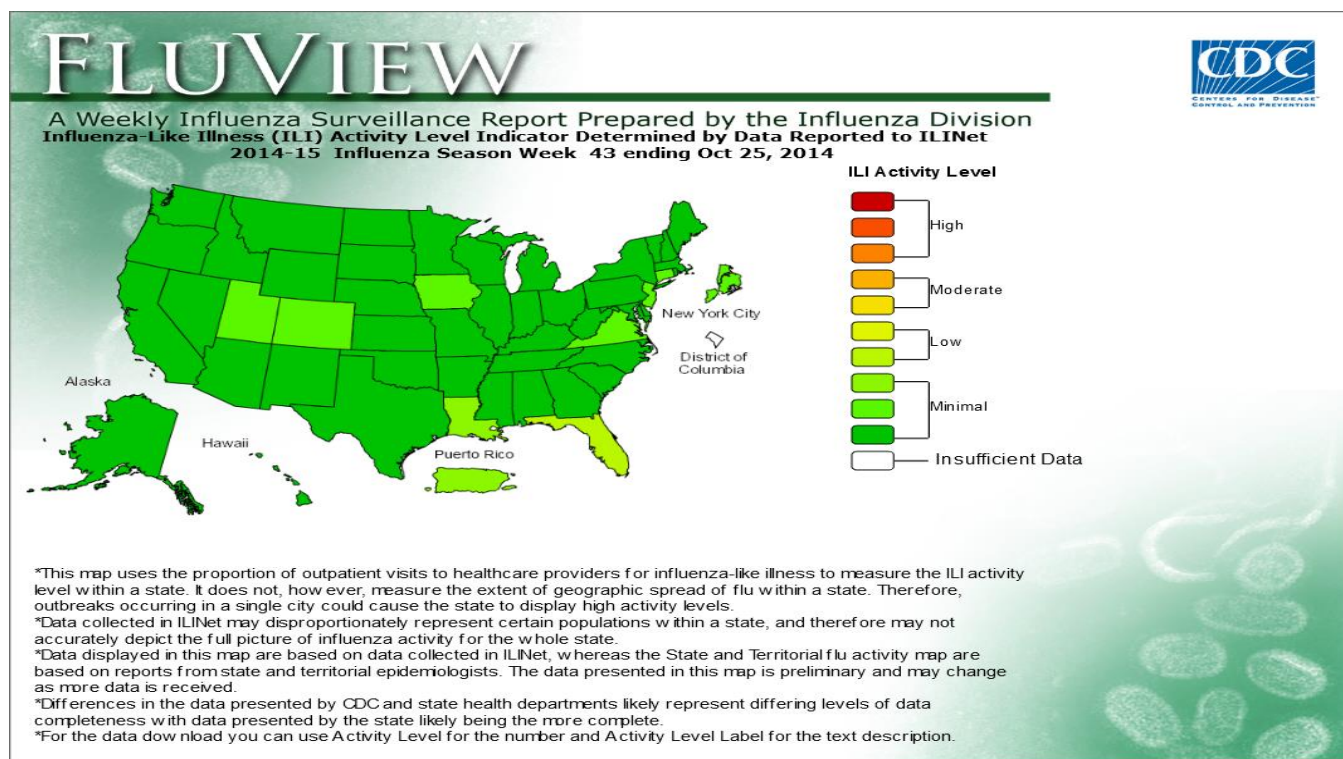 FLUVIEW
CDC
CENTERS FOR DISEASE
CONTROL AND PREVENTION
A Weekly Influenza Surveillance Report Prepared by the Influenza Division
Influenza-Like Illness (ILI) Activity Level Indicator Determined by Data Reported to ILINet
2014-15 Influenza Season Week 43 ending Oct 25, 2014
ILI Activity Level
High
Moderate
Low
Minimal
Insufficient Data
New York City
District of
Columbia
Alaska
Hawaii
Puerto Rico
*This map uses the proportion of outpatient visits to healthcare providers for influenza-like illness to measure the ILI activity
level within a state. It does not, however, measure the extent of geographic spread of flu within a state. Therefore,
outbreaks occurring in a single city could cause the state to display high activity levels.
*Data collected in ILINet may disproportionately represent certain populations within a state, and therefore may not
accurately depict the full picture of influenza activity for the whole state.
*Data displayed in this map are based on data collected in ILINet, whereas the State and Territorial flu activity map are
based on reports from state and territorial epidemiologists. The data presented in this map is preliminary and may change
as more data is received.
*Differences in the data presented by CDC and state health departments likely represent differing levels of data
completeness with data presented by the state likely being the more complete.
*For the data download you can use Activity Level for the number and Activity Level Label for the text description.